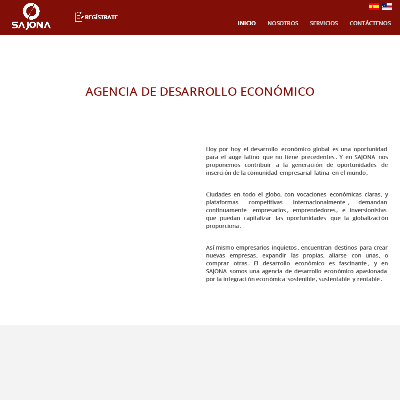 SAJONA
REGÍSTRATE
INICIO NOSOTROS SERVICIOS CONTÁCTENOS
AGENCIA DE DESARROLLO ECONÓMICO
Hoy por hoy el desarrollo económico global es una oportunidad
para el auge latino que no tiene precedentes. Y en SAJONA nos
proponemos contribuir a la generación de oportunidades de
inserción de la comunidad empresarial latina en el mundo.
Ciudades en todo el globo, con vocaciones económicas claras, y
plataformas competitivas internacionalmente, demandan
continuamente empresarios, emprendedores, e inversionistas
que puedan capitalizar las oportunidades que la globalización
proporciona.
Así mismo empresarios inquietos, encuentran destinos para crear
nuevas empresas, expandir las propias, aliarse con unas, o
comprar otras. El desarrollo económico es fascinante, y en
SAJONA somos una agencia de desarrollo económico apasionada
por la integración económica sostenible, sustentable y rentable.